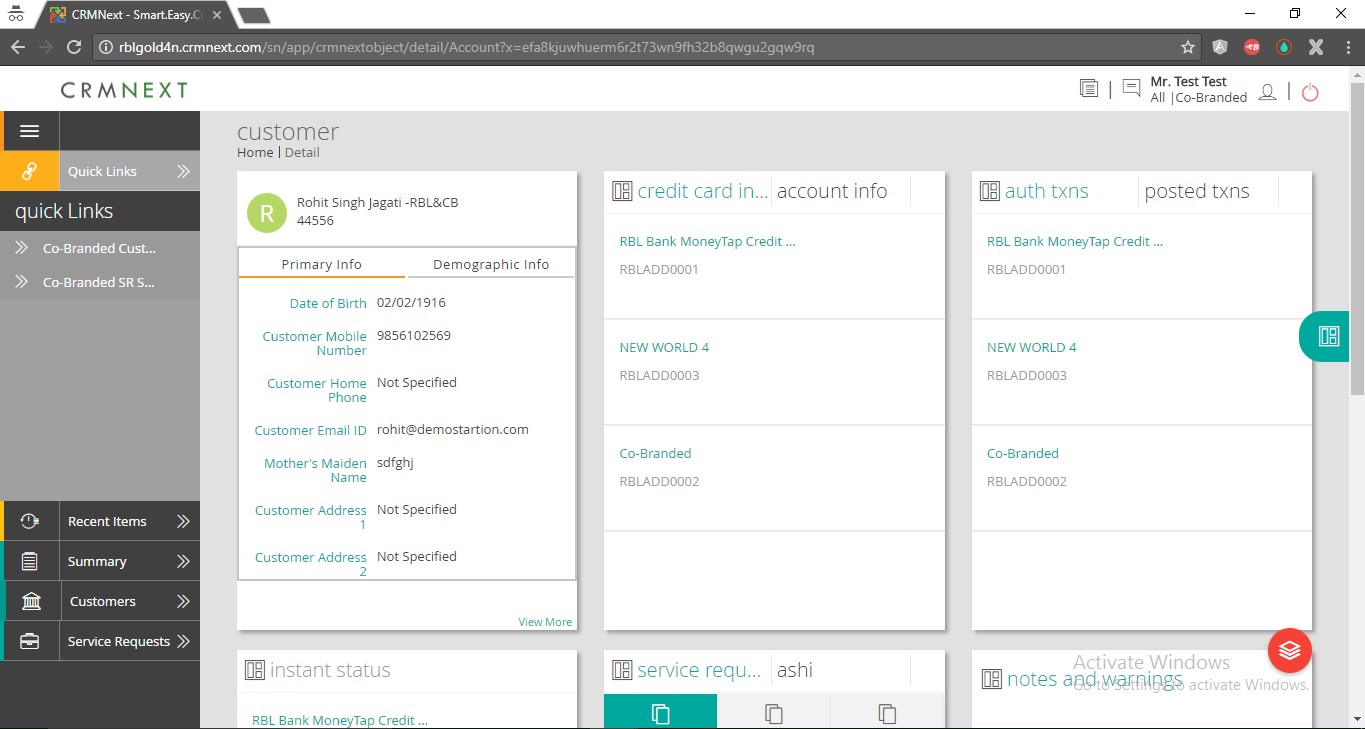 CRMNext - Smart.Easy.C
rblgold4n.crmnext.com/sn/app/crmnextobject/detail/Account?x=efa8kjuwhuerm6r2t73wn9fh32b8qwgu2gqw9rq
CRMNEXT
Mr. Test Test
All |Co-Branded
Quick Links
quick Links
Co-Branded Cust...
Co-Branded SR S...
Recent Items
Summary
Customers
Service Requests
customer
Home | Detail
R
Rohit Singh Jagati -RBL&CB
44556
Primary Info Demographic Info
Date of Birth 02/02/1916
Customer Mobile Number 9856102569
Customer Home Phone Not Specified
Customer Email ID rohit@demostartion.com
Mother's Maiden Name sdfghj
Customer Address 1 Not Specified
Customer Address 2 Not Specified
View More
credit card in... account info
RBL Bank MoneyTap Credit ...
RBLADD0001
NEW WORLD 4
RBLADD0003
Co-Branded
RBLADD0002
auth txns posted txns
RBL Bank MoneyTap Credit ...
RBLADD0001
NEW WORLD 4
RBLADD0003
Co-Branded
RBLADD0002
instant status
RBL Bank MoneyTap Credit ...
service requ... ashi
notes and warnings
Activate Windows
Go to Settings to activate Windows.